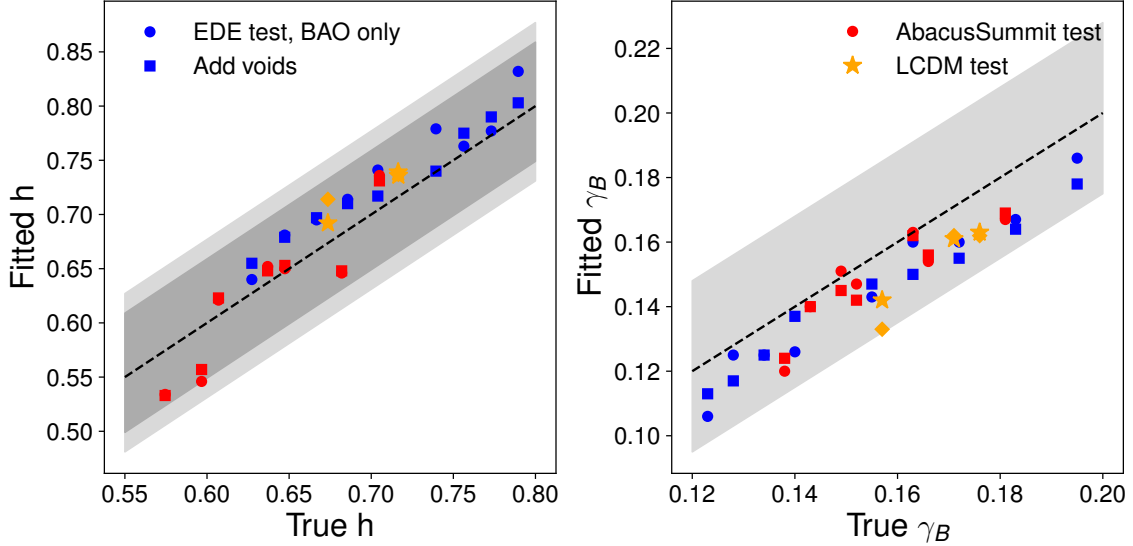 EDE test, BAO only
Add voids
0.85
0.80
0.75
0.70
0.65
0.60
0.55
0.50
Fitted h
0.55 0.60 0.65 0.70 0.75 0.80
True h
AbacusSummit test
LCDM test
0.22
0.20
0.18
0.16
0.14
0.12
0.10
Fitted γ_B
0.12 0.14 0.16 0.18 0.20
True γ_B